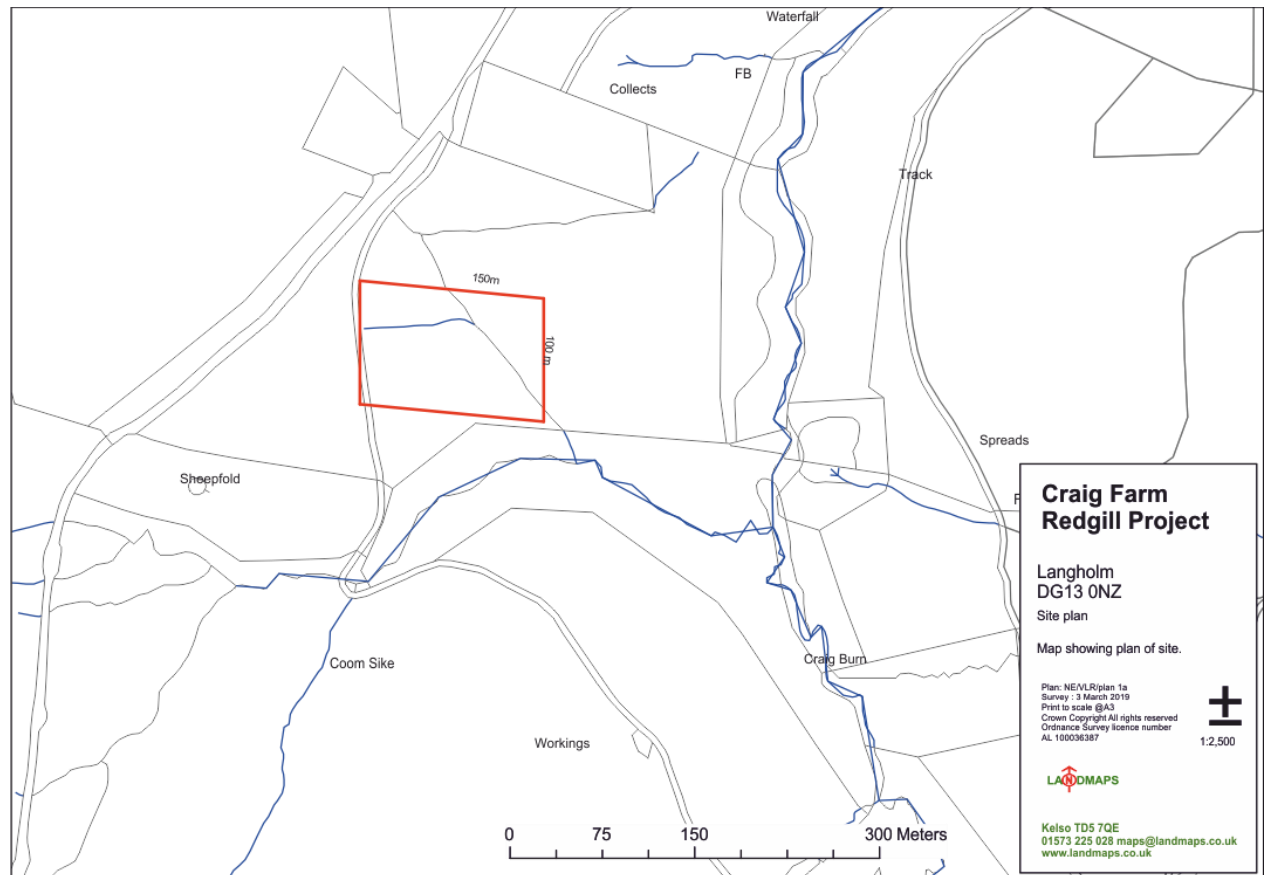 Waterfall
FB
Collects
Track
150m
100 m
Spreads
Sheepfold
F
Craig Farm
Redgill Project
Langholm
DG13 0NZ
Site plan
Map showing plan of site.
Plan: NE/VLR/plan 1a
Survey : 3 March 2019
Print to scale @A3
Crown Copyright All rights reserved
Ordnance Survey licence number
AL 100036387
1:2,500
LANDMAPS
Kelso TD5 7QE
01573 225 028 maps@landmaps.co.uk
www.landmaps.co.uk
Coom Sike
Craig Burn
Workings
0 75 150 300 Meters